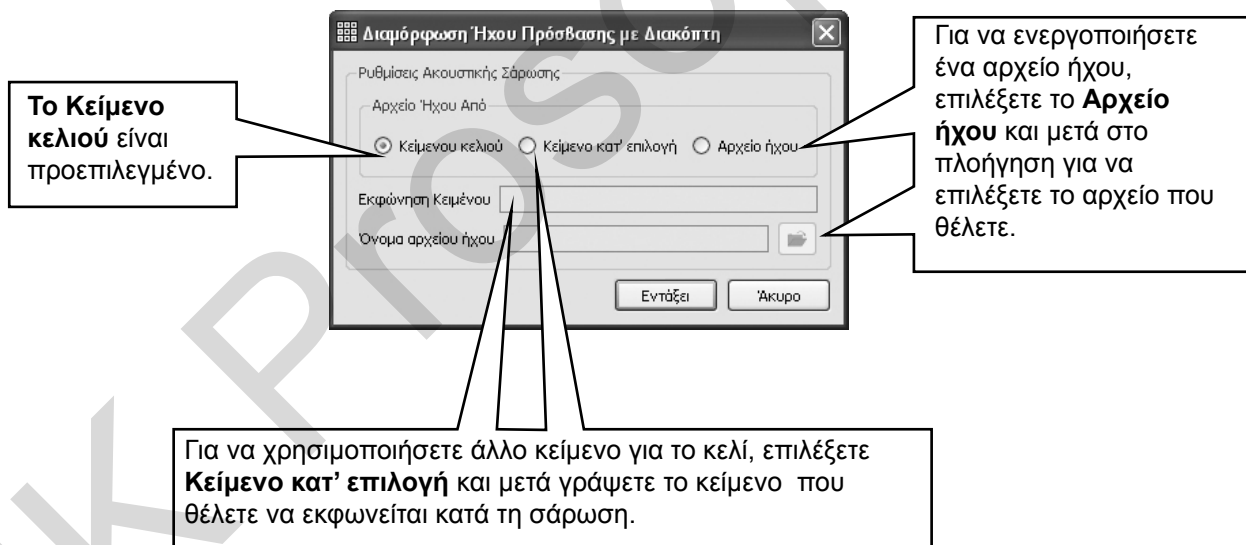 Διαμόρφωση Ήχου Πρόσβασης με Διακόπτη
Ρυθμίσεις Ακουστικής Σάρωσης
Αρχείο Ήχου Από
Κείμενου κελιού
Κείμενο κατ' επιλογή
Αρχείο ήχου
Εκφώνηση Κειμένου
Όνομα αρχείου ήχου
Εντάξει
Άκυρο
Το Κείμενο
κελιού είναι
προεπιλεγμένο.
Για να ενεργοποιήσετε
ένα αρχείο ήχου,
επιλέξετε το Αρχείο
ήχου και μετά στο
πλοήγηση για να
επιλέξετε το αρχείο που
θέλετε.
Για να χρησιμοποιήσετε άλλο κείμενο για το κελί, επιλέξετε
Κείμενο κατ’ επιλογή και μετά γράψετε το κείμενο που
θέλετε να εκφωνείται κατά τη σάρωση.